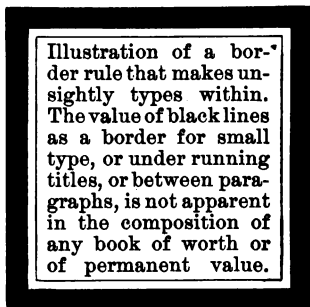 Illustration of a bor-
der rule that makes un-
sightly types within.
The value of black lines
as a border for small
type, or under running
titles, or between para-
graphs, is not apparent
in the composition of
any book of worth or
of permanent value.